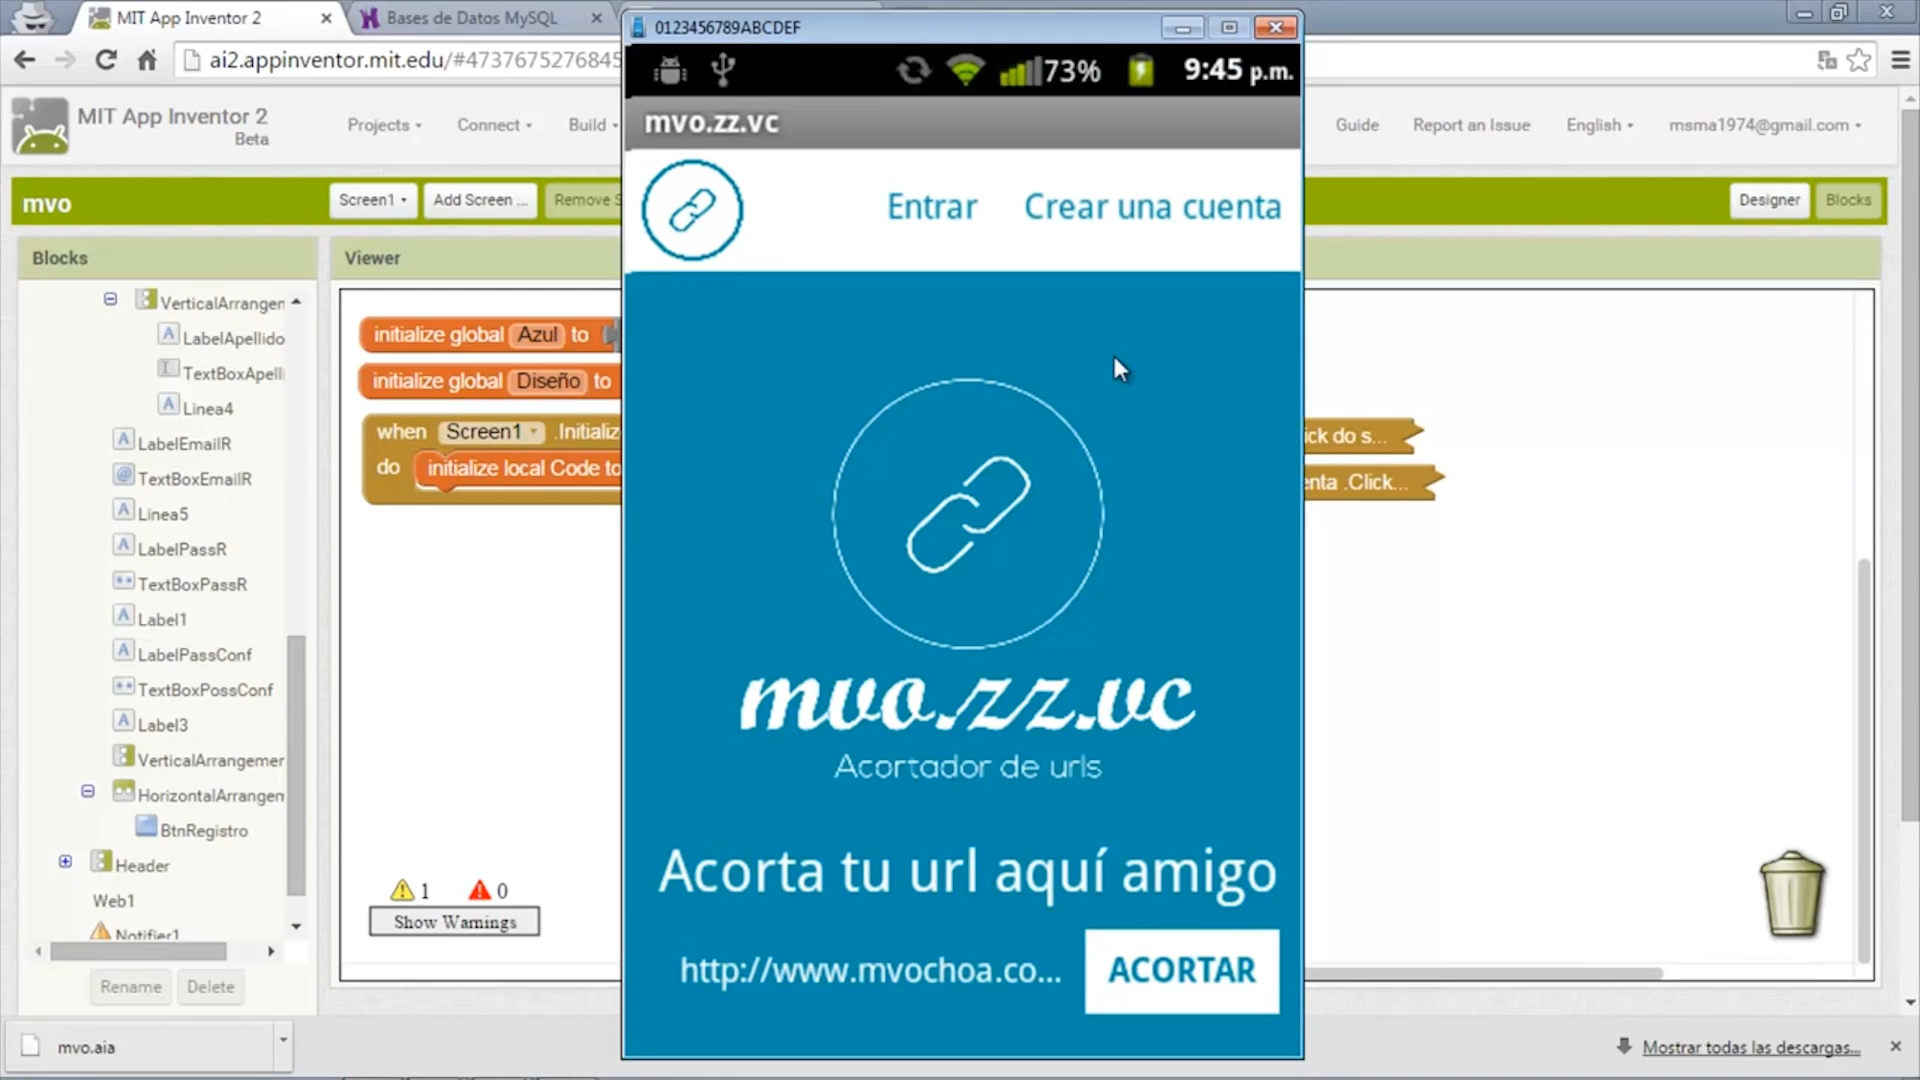 MIT App Inventor 2
Bases de Datos MySQL
0123456789ABCDEF
ai2.appinventor.mit.edu/#4737675276845
73%
9:45 p.m.
MIT App Inventor 2
Beta
Projects
Connect
Build
Guide
Report an Issue
English
msma1974@gmail.com
mvo.zz.vc
mvo
Screen1
Add Screen ...
Remove S
Entrar
Crear una cuenta
Designer
Blocks
Blocks
Viewer
VerticalArrangen
LabelApellido
TextBoxApelli
Linea4
LabelEmailR
TextBoxEmailR
Linea5
LabelPassR
TextBoxPassR
Label1
LabelPassConf
TextBoxPossConf
Label3
VerticalArrangemer
HorizontalArrangen
BtnRegistro
Header
Web1
Notifier1
Rename
Delete
initialize global Azul to
initialize global Diseño to
when Screen1 .Initializ
do initialize local Code to
ick do s...
enta .Click...
1
0
Show Warnings
mvo.zz.vc
Acortador de urls
Acorta tu url aquí amigo
http://www.mvochoa.co...
ACORTAR
mvo.aia
Mostrar todas las descargas...